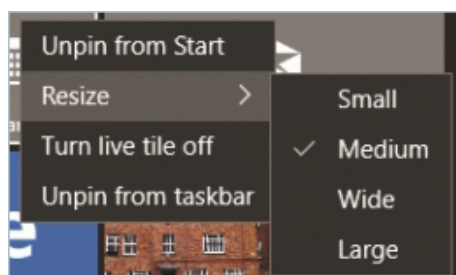 Unpin from Start
Resize
Turn live tile off
Unpin from taskbar
Small
Medium
Wide
Large